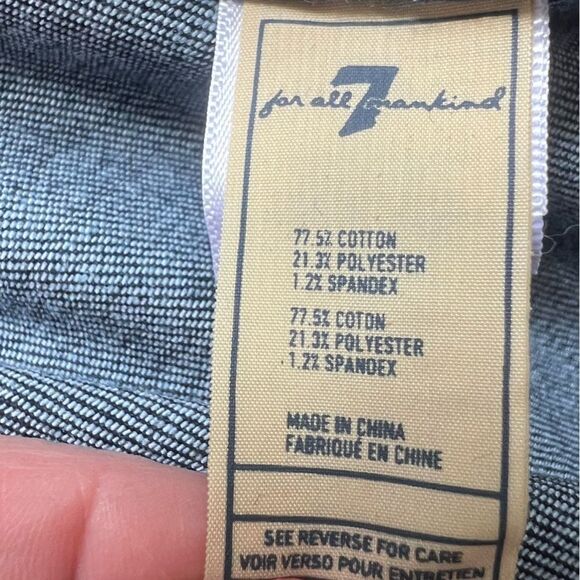 7
for all mankind
77.5% COTTON
21.3% POLYESTER
1.2% SPANDEX
77.5% COTON
21.3% POLYESTER
1.2% SPANDEX
MADE IN CHINA
FABRIQUÉ EN CHINE
SEE REVERSE FOR CARE
VOIR VERSO POUR ENTRETIEN